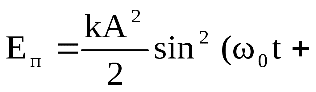 Eп = kA²/2 sin² (ω₀t +